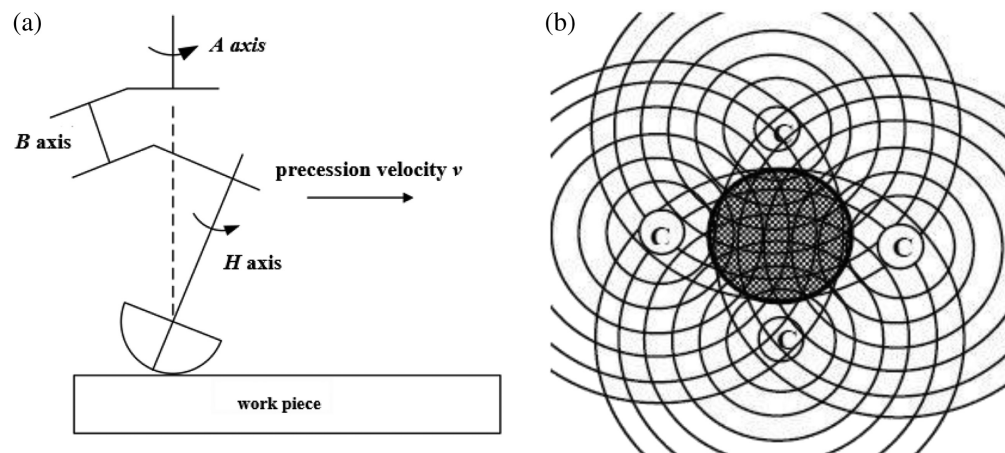 (a)
A axis
B axis
precession velocity v
H axis
work piece
(b)
C
C
C
C